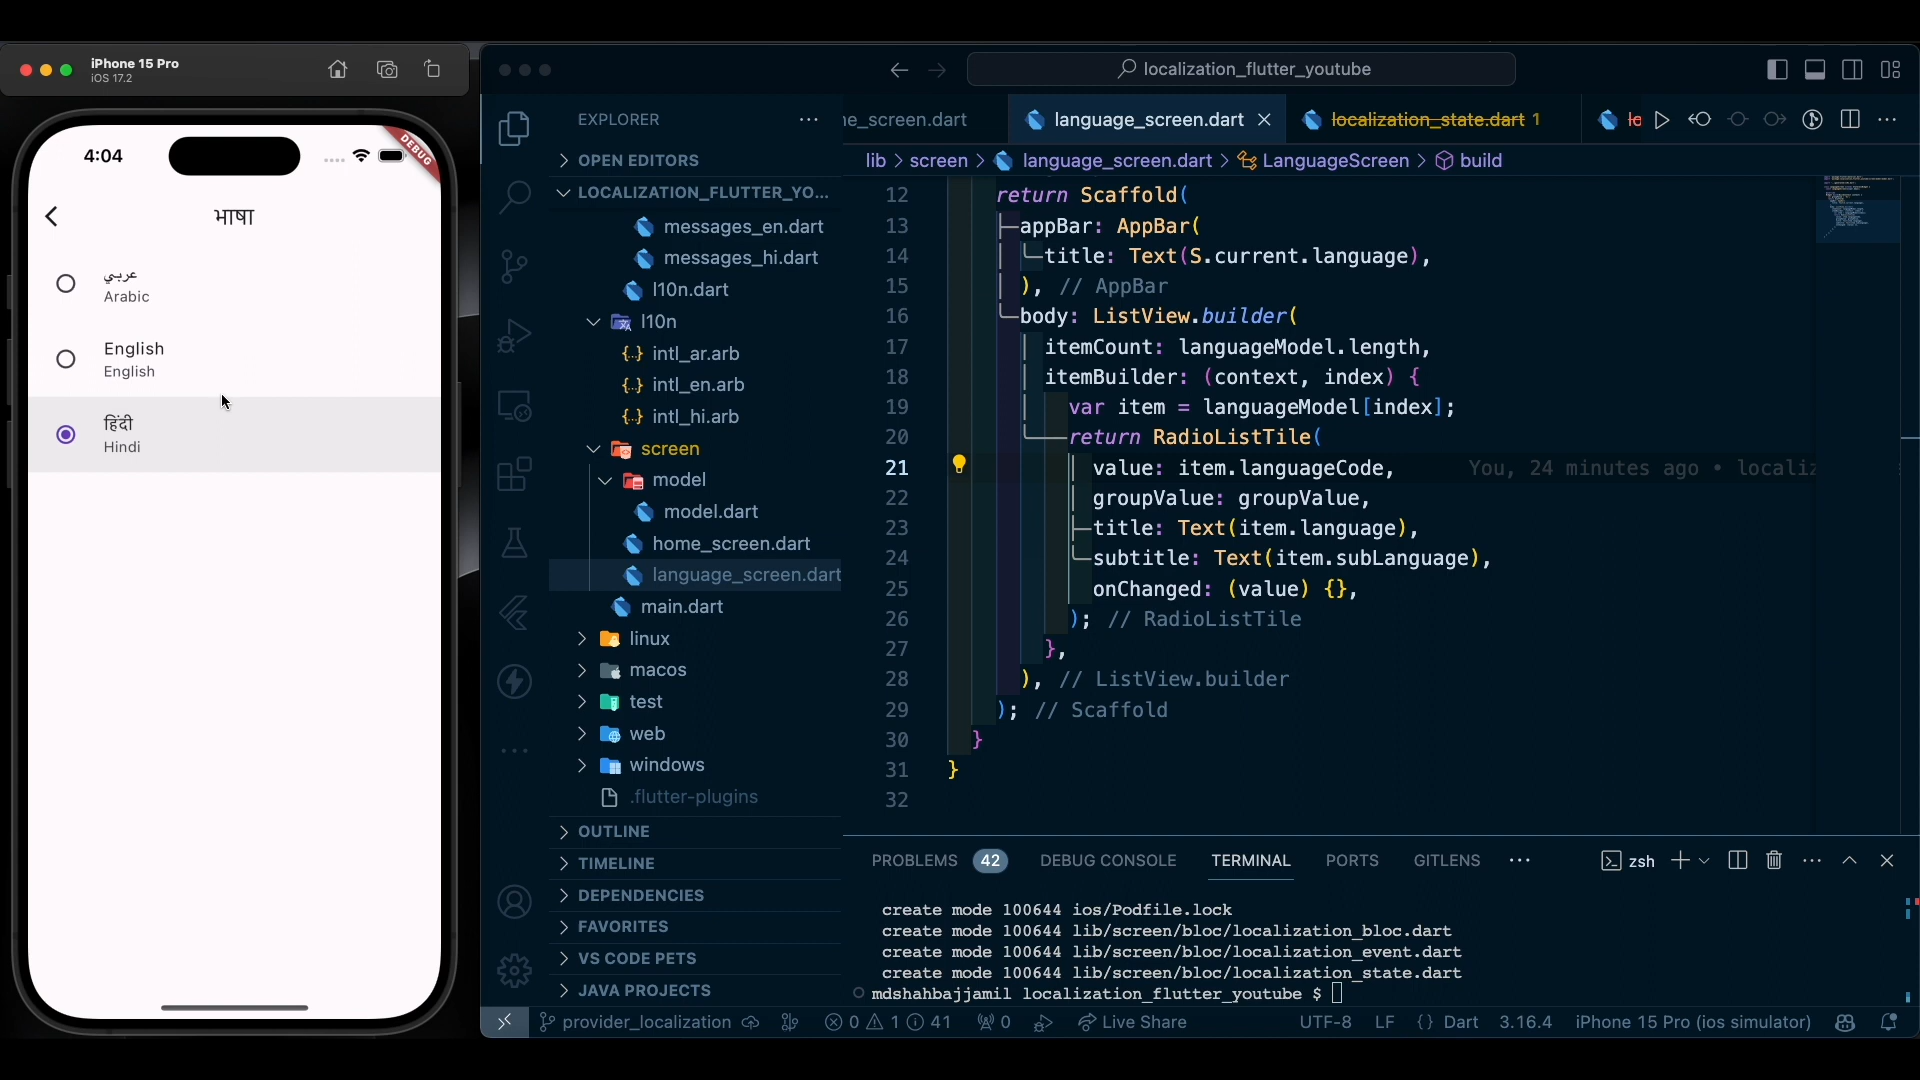 iPhone 15 Pro
iOS 17.2
4:04
DEBUG
भाषा
عربي
Arabic
English
English
हिंदी
Hindi
localization_flutter_youtube
EXPLORER
OPEN EDITORS
LOCALIZATION_FLUTTER_YO...
messages_en.dart
messages_hi.dart
l10n.dart
l10n
intl_ar.arb
intl_en.arb
intl_hi.arb
screen
model
model.dart
home_screen.dart
language_screen.dart
main.dart
linux
macos
test
web
windows
.flutter-plugins
OUTLINE
TIMELINE
DEPENDENCIES
FAVORITES
VS CODE PETS
JAVA PROJECTS
e_screen.dart
language_screen.dart
localization_state.dart 1
lc
lib > screen > language_screen.dart > LanguageScreen > build
12 return Scaffold(
13 appBar: AppBar(
14 title: Text(S.current.language),
15 ), // AppBar
16 body: ListView.builder(
17 itemCount: languageModel.length,
18 itemBuilder: (context, index) {
19 var item = languageModel[index];
20 return RadioListTile(
21 value: item.languageCode, You, 24 minutes ago • localiz
22 groupValue: groupValue,
23 title: Text(item.language),
24 subtitle: Text(item.subLanguage),
25 onChanged: (value) {},
26 ); // RadioListTile
27 },
28 ), // ListView.builder
29 ); // Scaffold
30 }
31 }
32
PROBLEMS 42 DEBUG CONSOLE TERMINAL PORTS GITLENS zsh
create mode 100644 ios/Podfile.lock
create mode 100644 lib/screen/bloc/localization_bloc.dart
create mode 100644 lib/screen/bloc/localization_event.dart
create mode 100644 lib/screen/bloc/localization_state.dart
mdshahbajjamil localization_flutter_youtube $
provider_localization 0 1 41 0 Live Share UTF-8 LF {} Dart 3.16.4 iPhone 15 Pro (ios simulator)